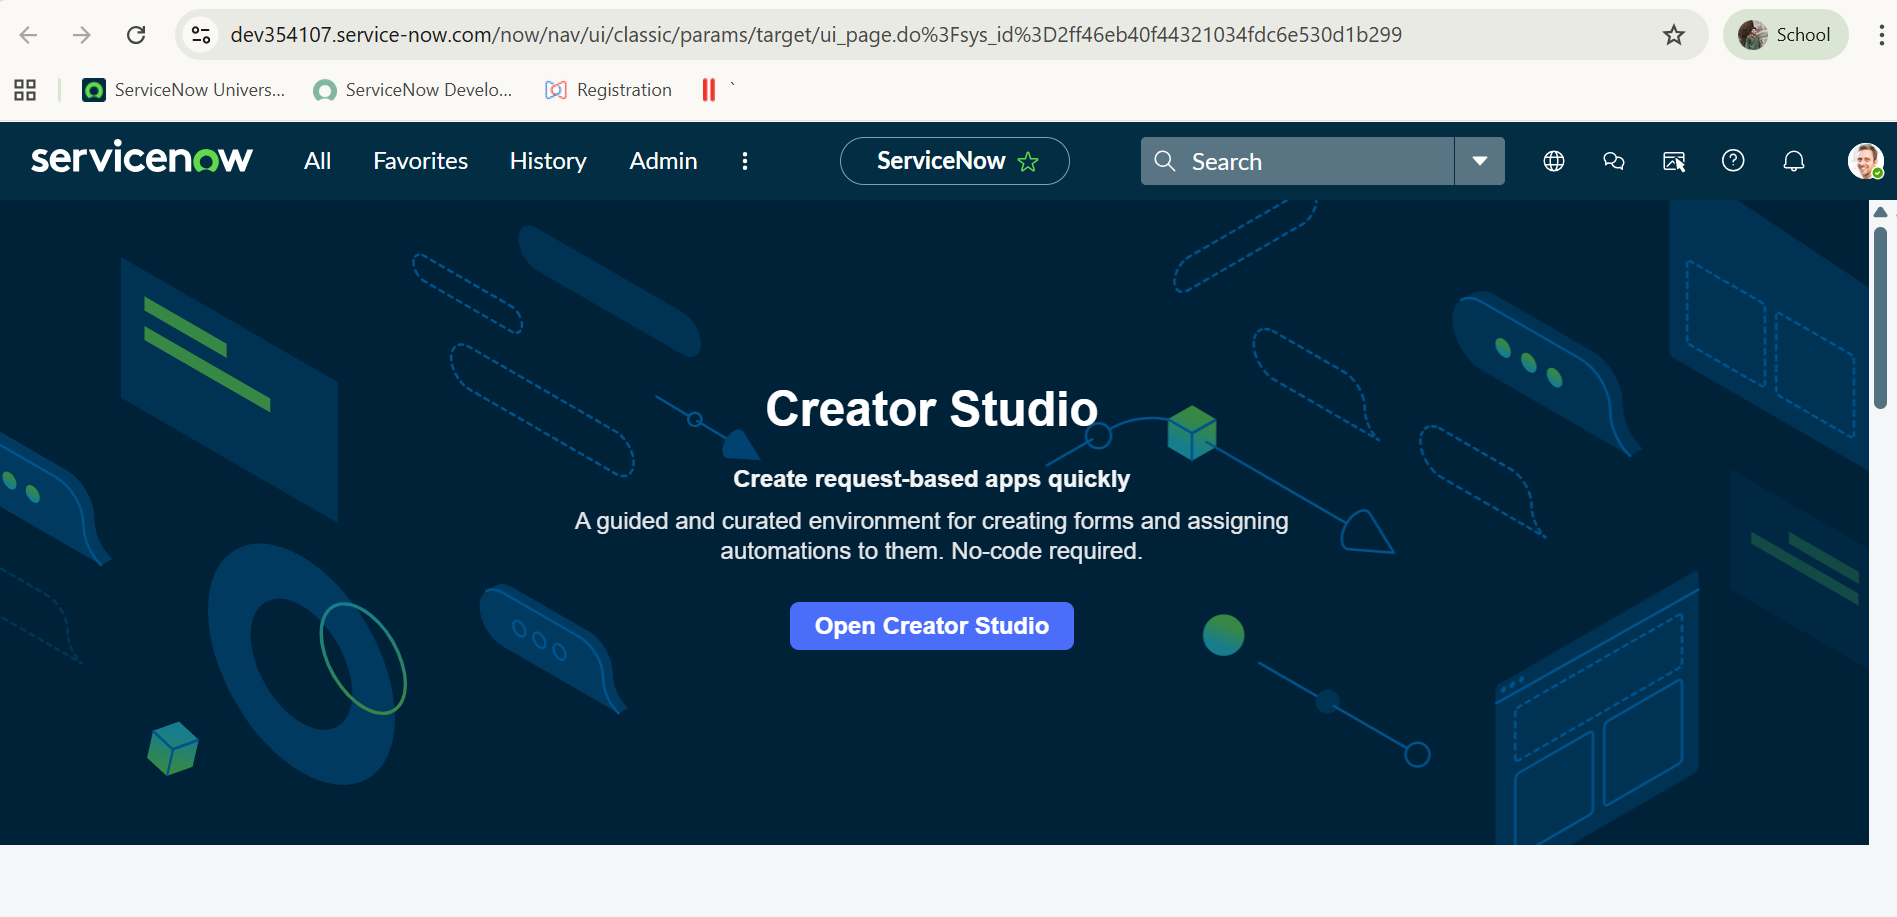 dev354107.service-now.com/now/nav/ui/classic/params/target/ui_page.do%3Fsys_id%3D2ff46eb40f44321034fdc6e530d1b299
School
ServiceNow Univers...
ServiceNow Develo...
Registration
`
servicenow
All
Favorites
History
Admin
ServiceNow
Search
Creator Studio
Create request-based apps quickly
A guided and curated environment for creating forms and assigning
automations to them. No-code required.
Open Creator Studio